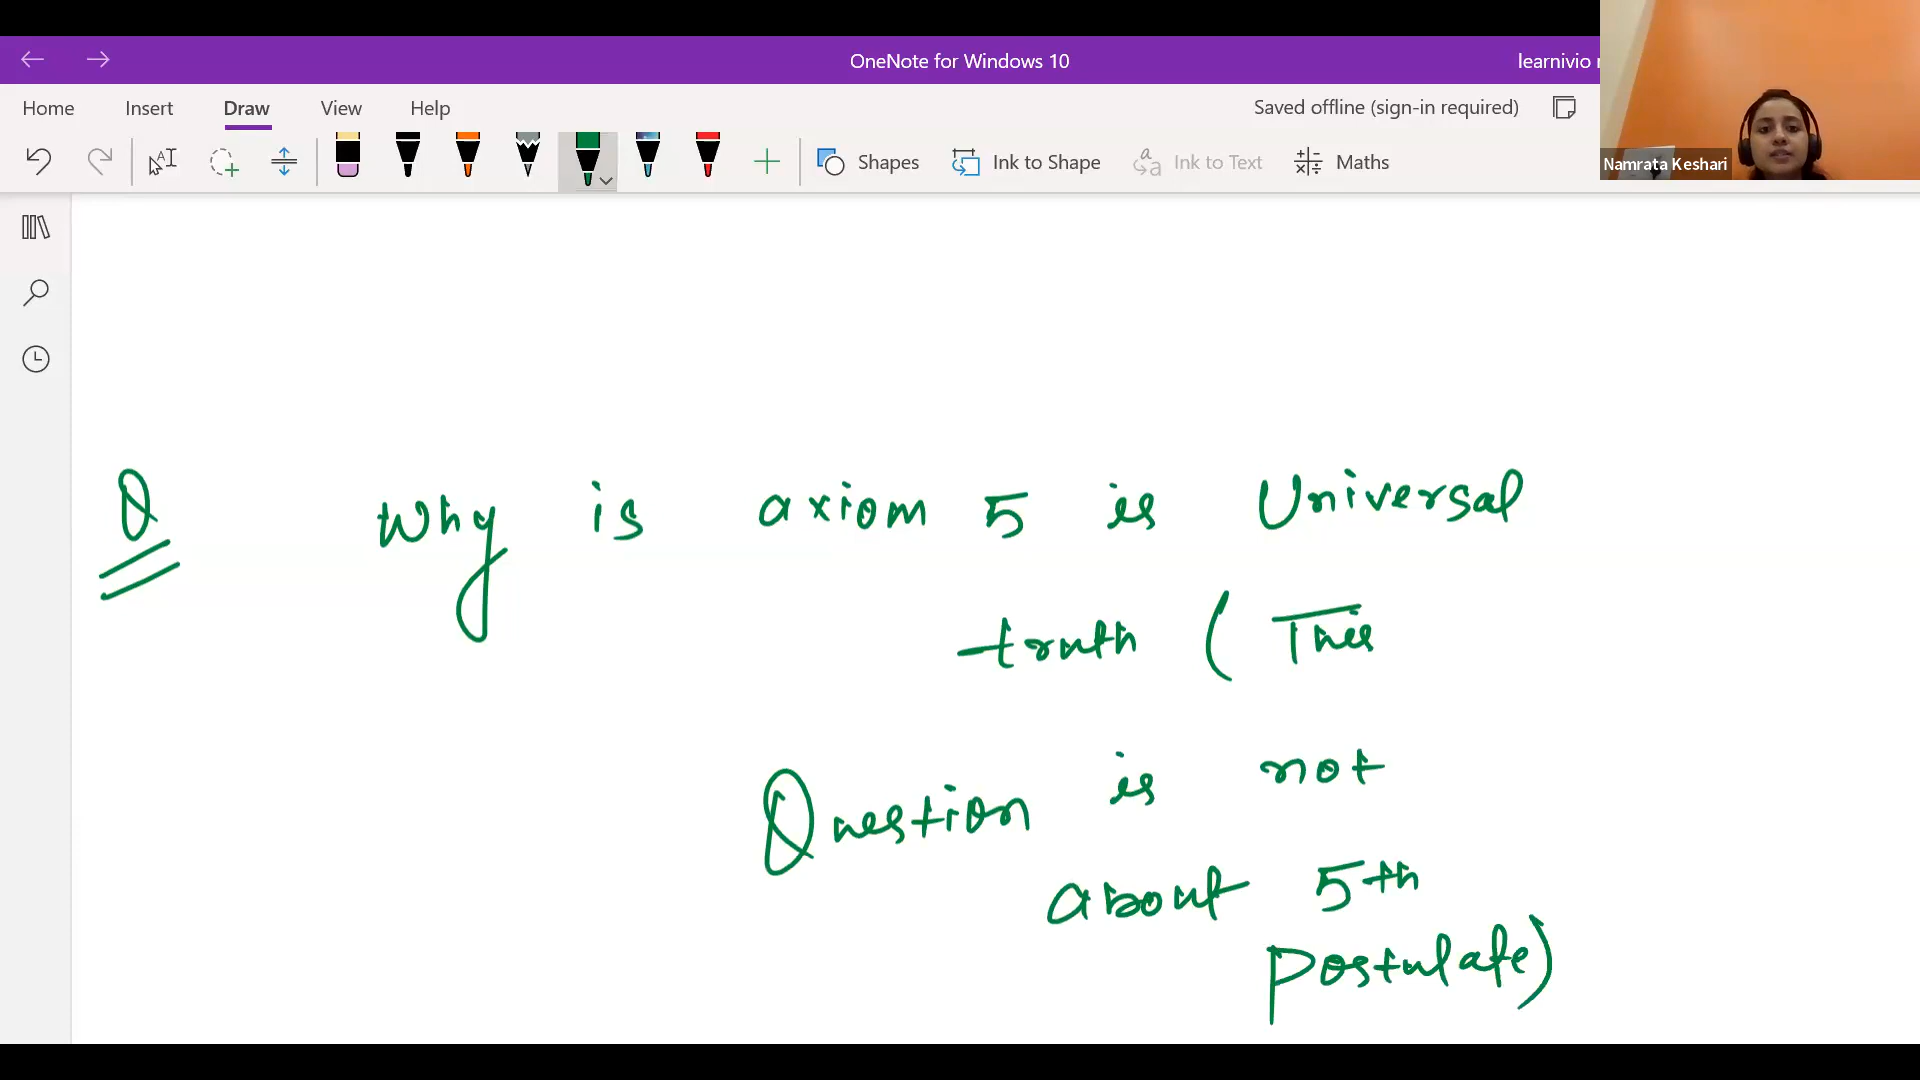 OneNote for Windows 10
learnivio
Home Insert Draw View Help
Saved offline (sign-in required)
Shapes Ink to Shape Ink to Text Maths
Namrata Keshari
Q Why is axiom 5 is Universal
truth (This
Question is not
about 5th
postulate)